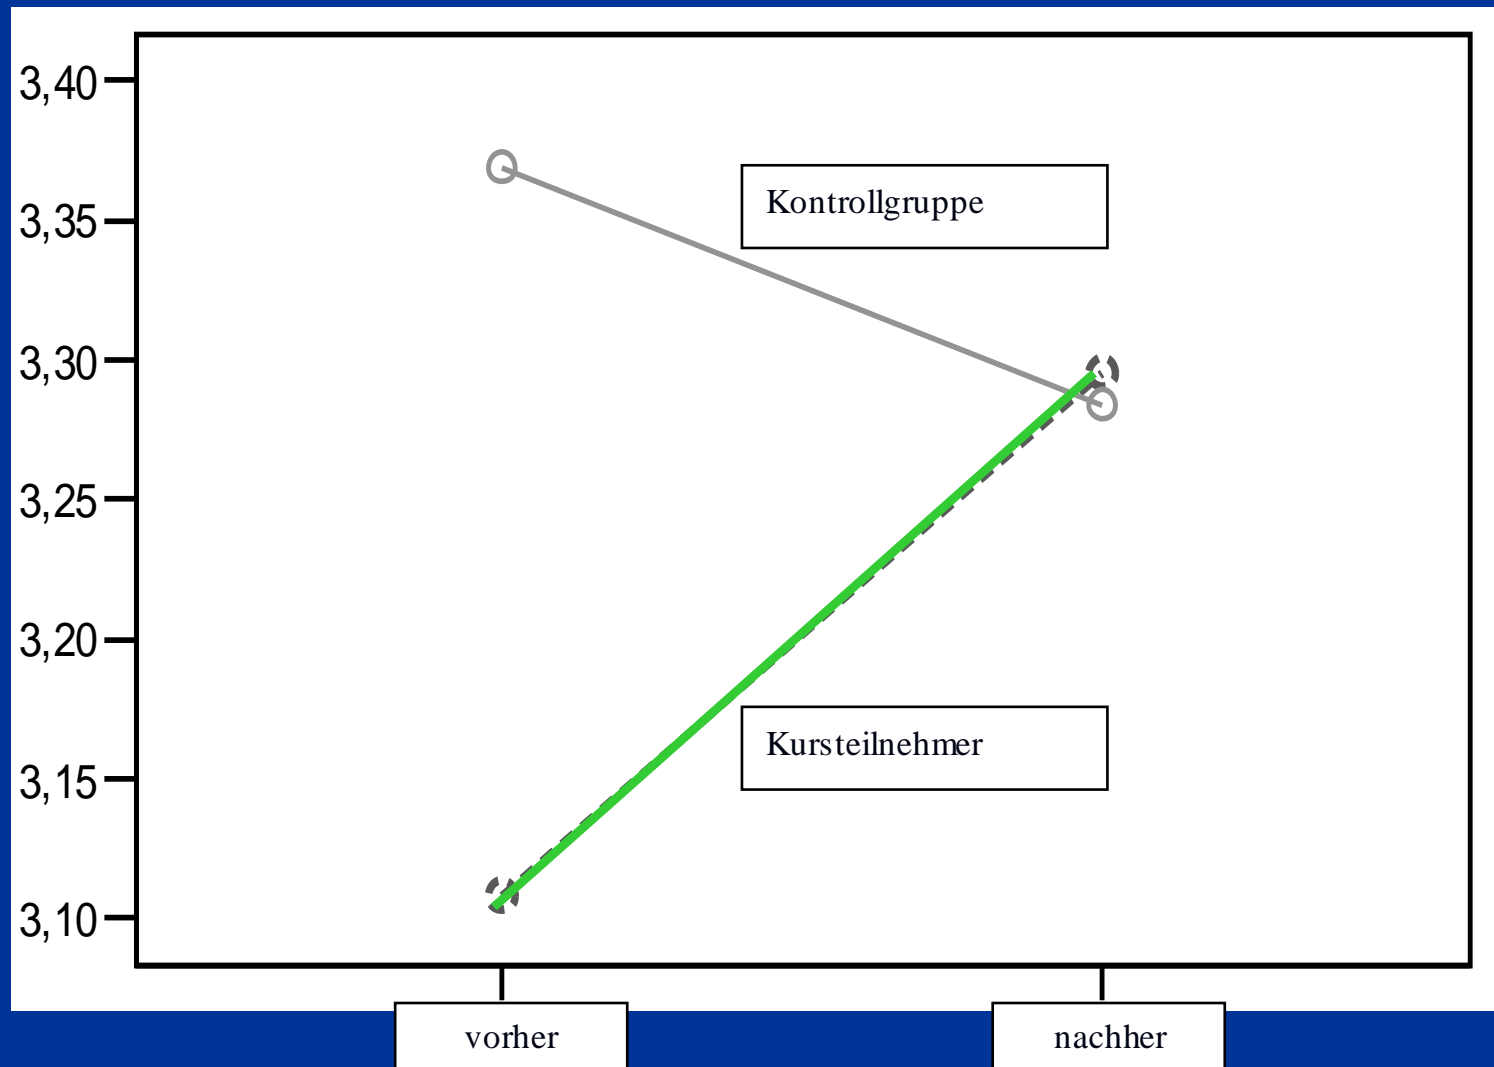 3,40
3,35
3,30
3,25
3,20
3,15
3,10
Kontrollgruppe
Kursteilnehmer
vorher
nachher